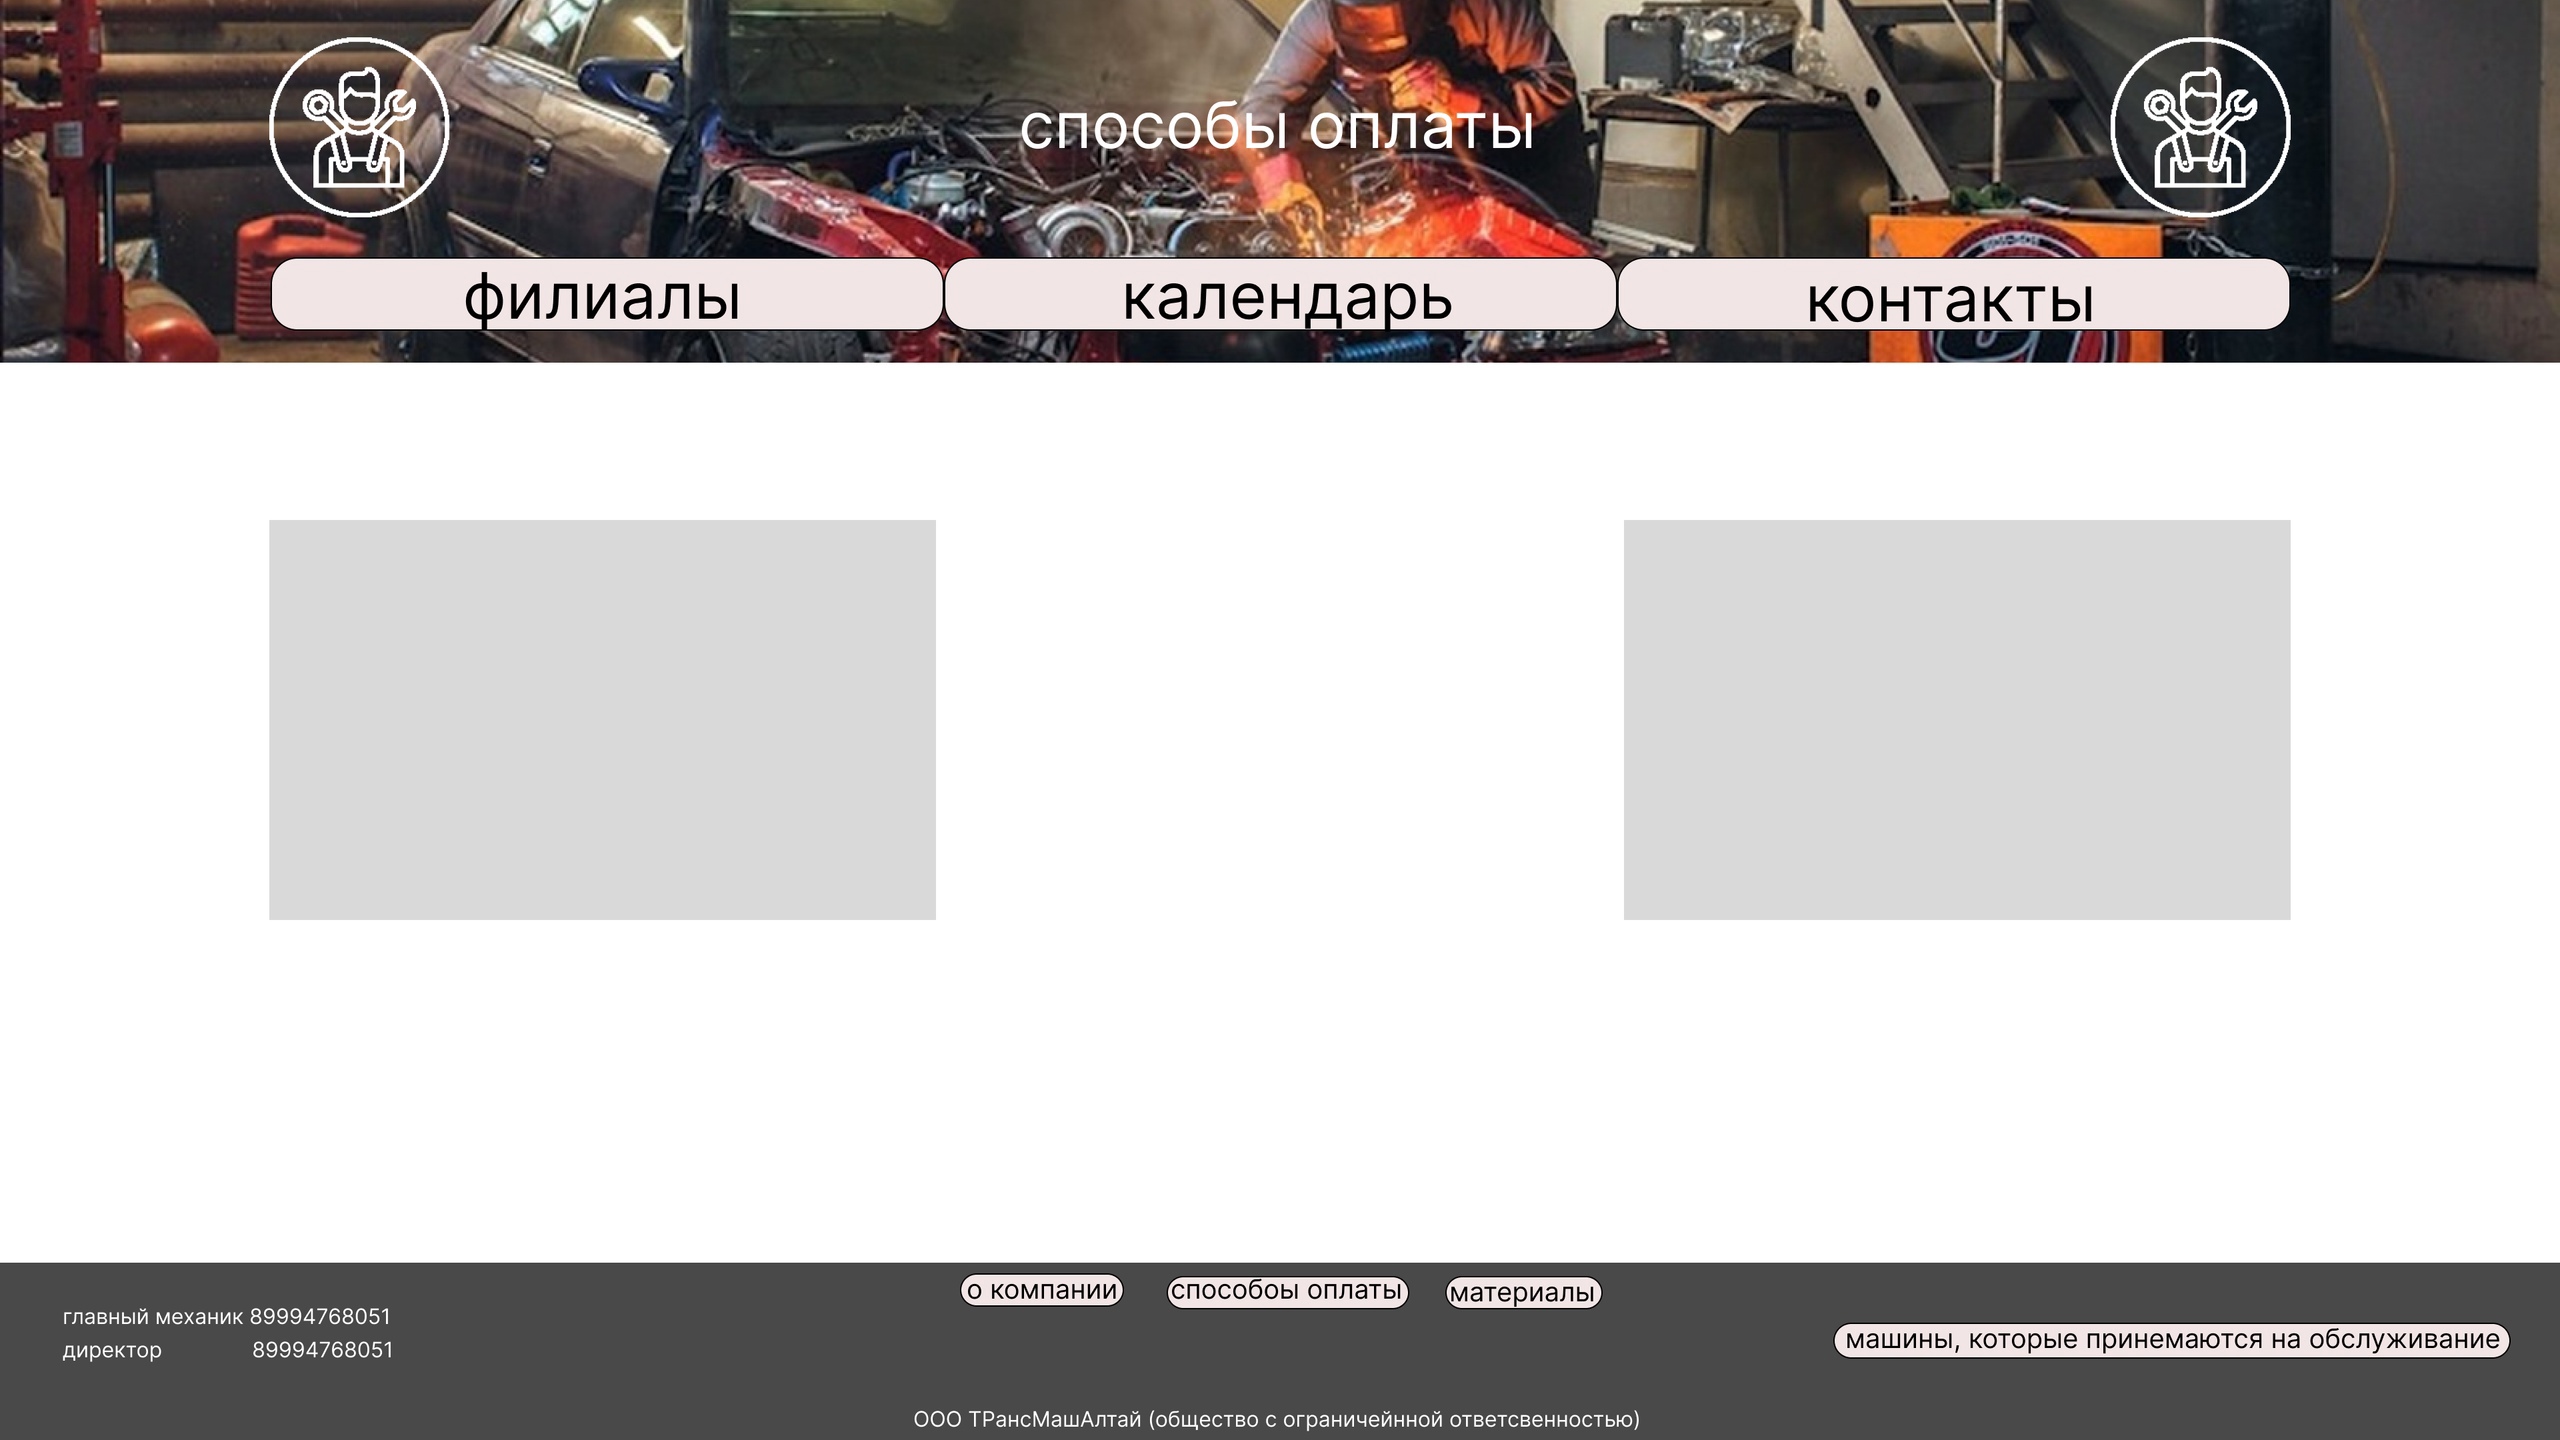 способы оплаты
филиалы
календарь
контакты
о компании
способоы оплаты
материалы
главный механик 89994768051
директор 89994768051
машины, которые принемаются на обслуживание
ООО ТРансМашАлтай (общество с ограничейнной ответсвенностью)